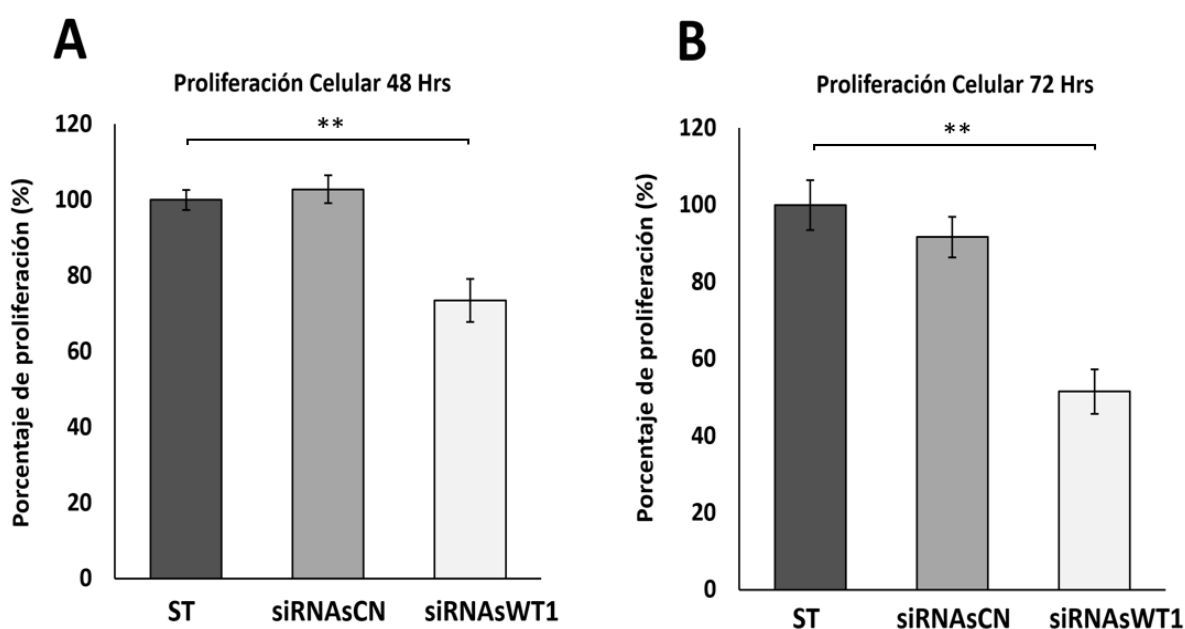 A
Proliferación Celular 48 Hrs
**
Porcentaje de proliferación (%)
120
100
80
60
40
20
0
ST siRNAsCN siRNAsWT1
B
Proliferación Celular 72 Hrs
**
Porcentaje de proliferación (%)
120
100
80
60
40
20
0
ST siRNAsCN siRNAsWT1